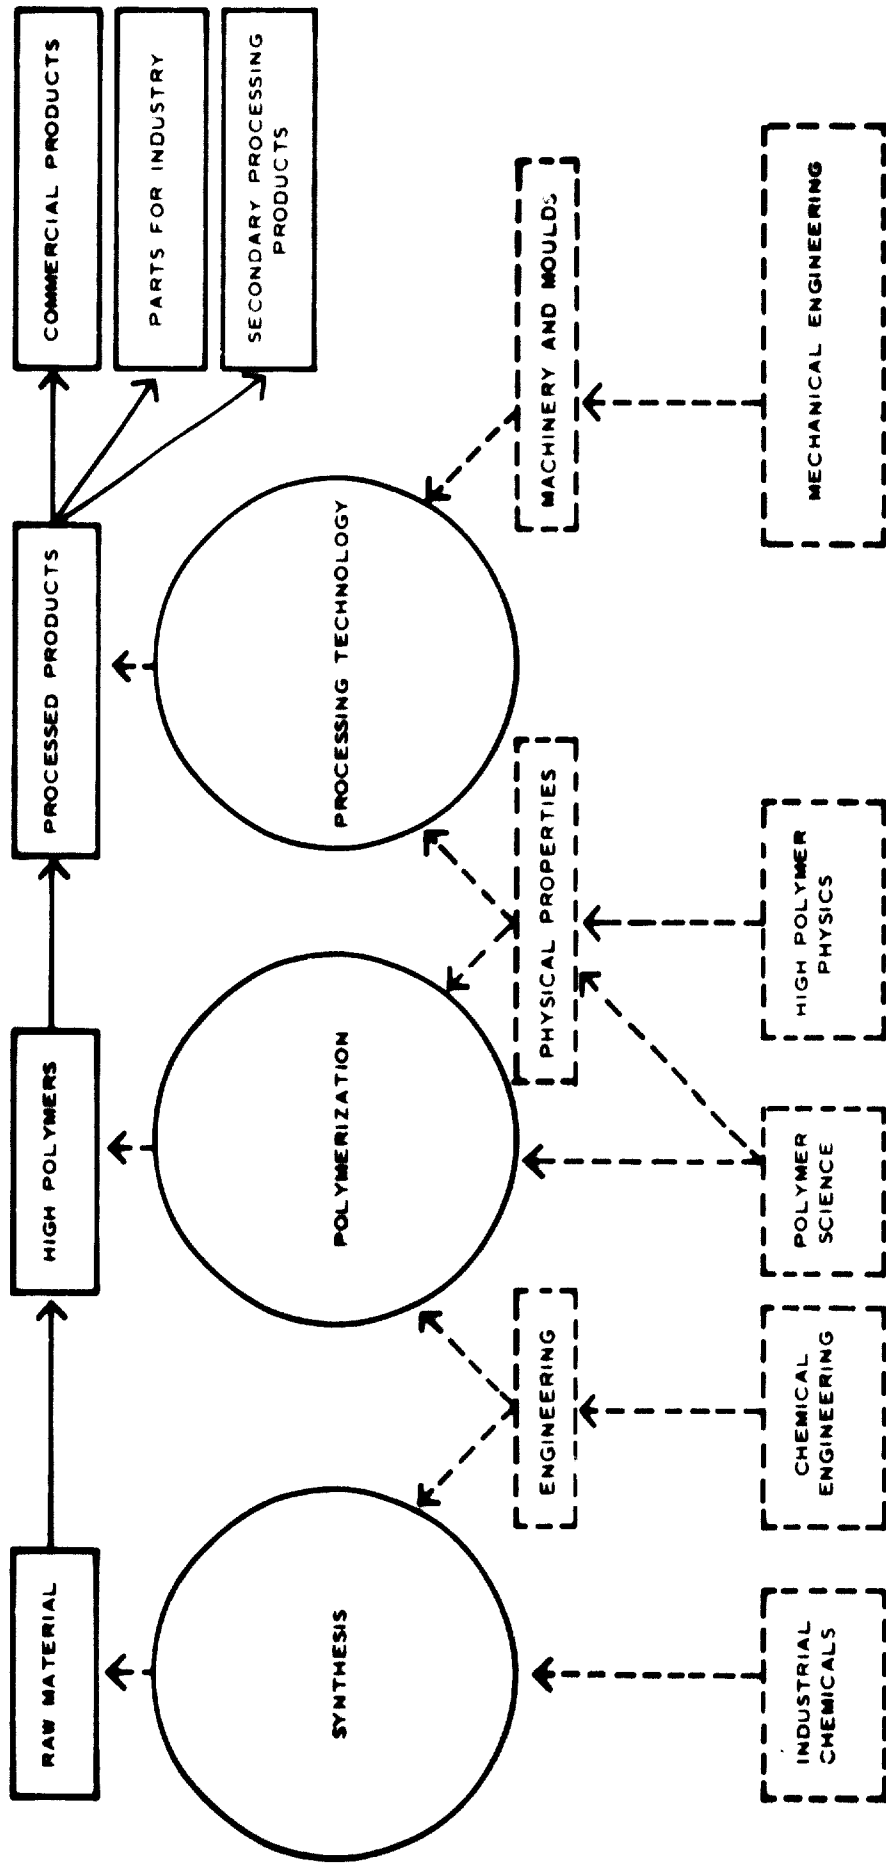 RAW MATERIAL
HIGH POLYMERS
PROCESSED PRODUCTS
COMMERCIAL PRODUCTS
PARTS FOR INDUSTRY
SECONDARY PROCESSING
PRODUCTS
SYNTHESIS
POLYMERIZATION
PROCESSING TECHNOLOGY
ENGINEERING
PHYSICAL PROPERTIES
MACHINERY AND MOULDS
INDUSTRIAL
CHEMICALS
CHEMICAL
ENGINEERING
POLYMER
SCIENCE
HIGH POLYMER
PHYSICS
MECHANICAL ENGINEERING